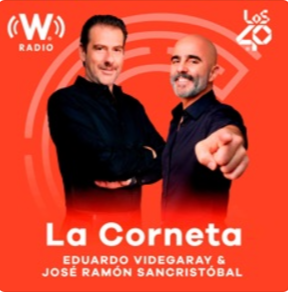 W
RADIO
LOS
40
La Corneta
EDUARDO VIDEGARAY &
JOSÉ RAMÓN SANCRISTÓBAL